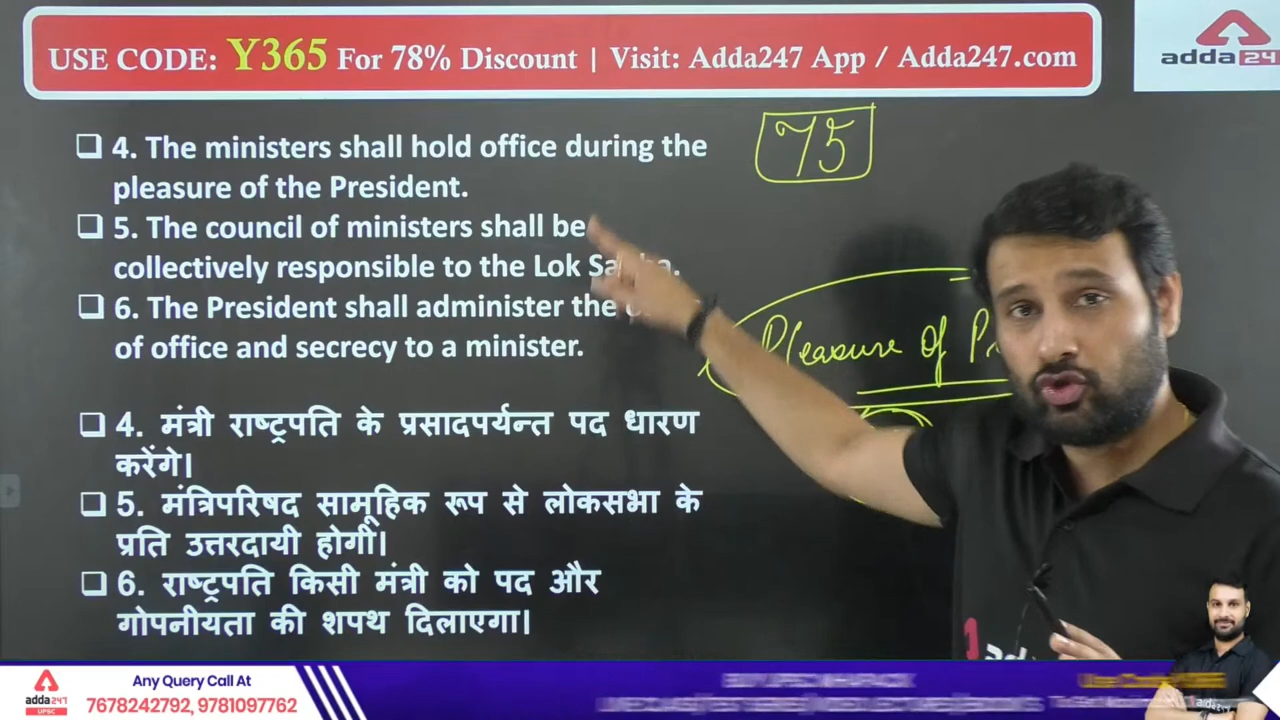 USE CODE: Y365 For 78% Discount | Visit: Adda247 App / Adda247.com
adda24
4. The ministers shall hold office during the
pleasure of the President.
75
5. The council of ministers shall be
collectively responsible to the Lok
6. The President shall administer the
of office and secrecy to a minister.
Pleasure of
4. मंत्री राष्ट्रपति के प्रसादपर्यन्त पद धारण
करेंगे।
5. मंत्रिपरिषद सामूहिक रूप से लोकसभा के
प्रति उत्तरदायी होगी।
6. राष्ट्रपति किसी मंत्री को पद और
गोपनीयता की शपथ दिलाएगा।
adda247
UPSC
Any Query Call At
7678242792, 9781097762